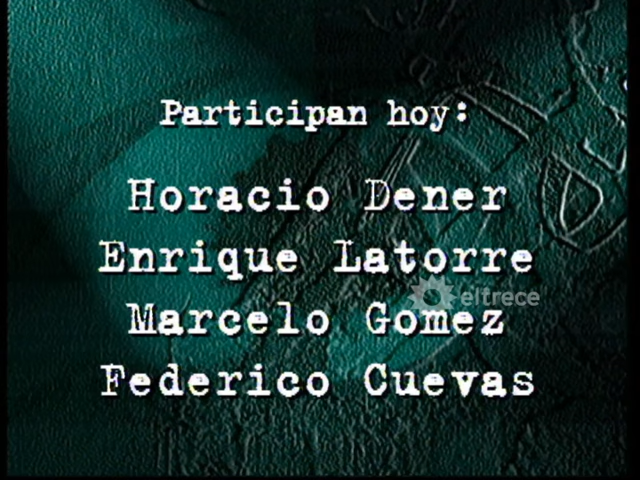 Participan hoy:
Horacio Dener
Enrique Latorre
eltrece
Marcelo Gomez
Federico Cuevas